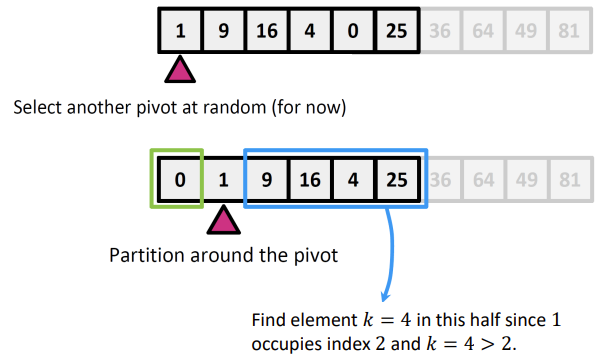 1 9 16 4 0 25 36 64 49 81
Select another pivot at random (for now)
0 1 9 16 4 25 36 64 49 81
Partition around the pivot
Find element k = 4 in this half since 1
occupies index 2 and k = 4 > 2.